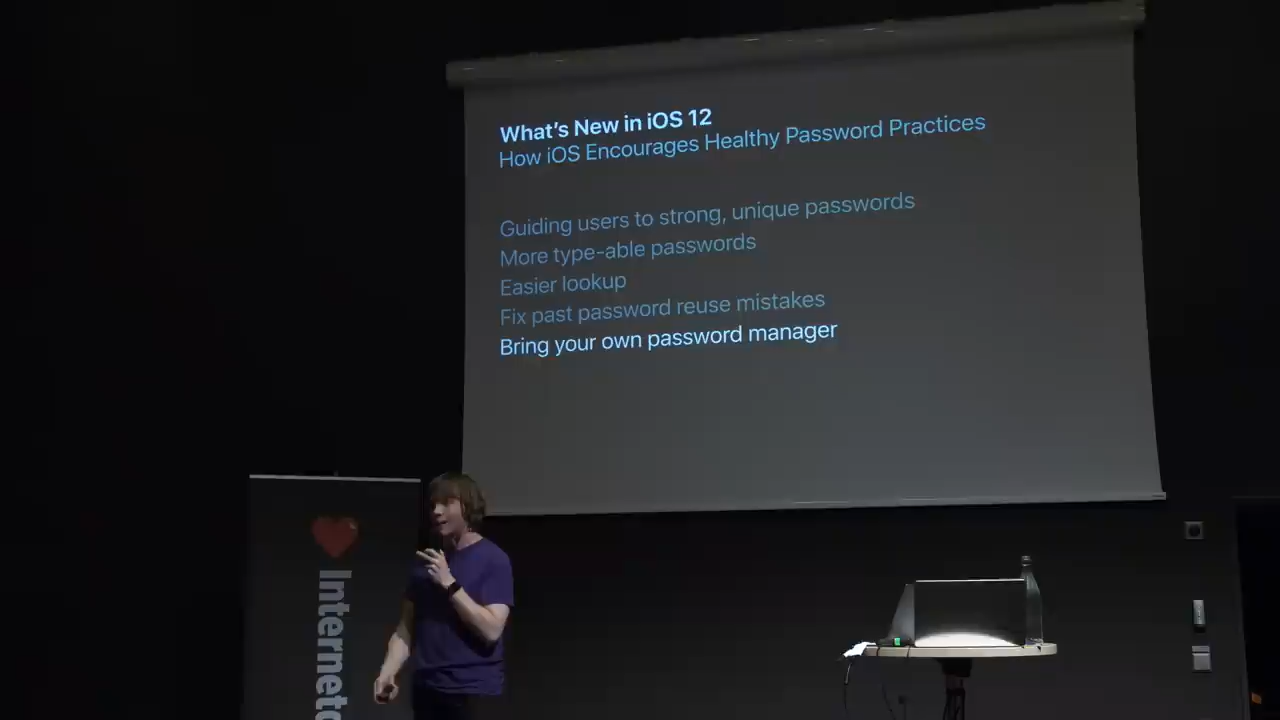 What's New in iOS 12
How iOS Encourages Healthy Password Practices
Guiding users to strong, unique passwords
More type-able passwords
Easier lookup
Fix past password reuse mistakes
Bring your own password manager